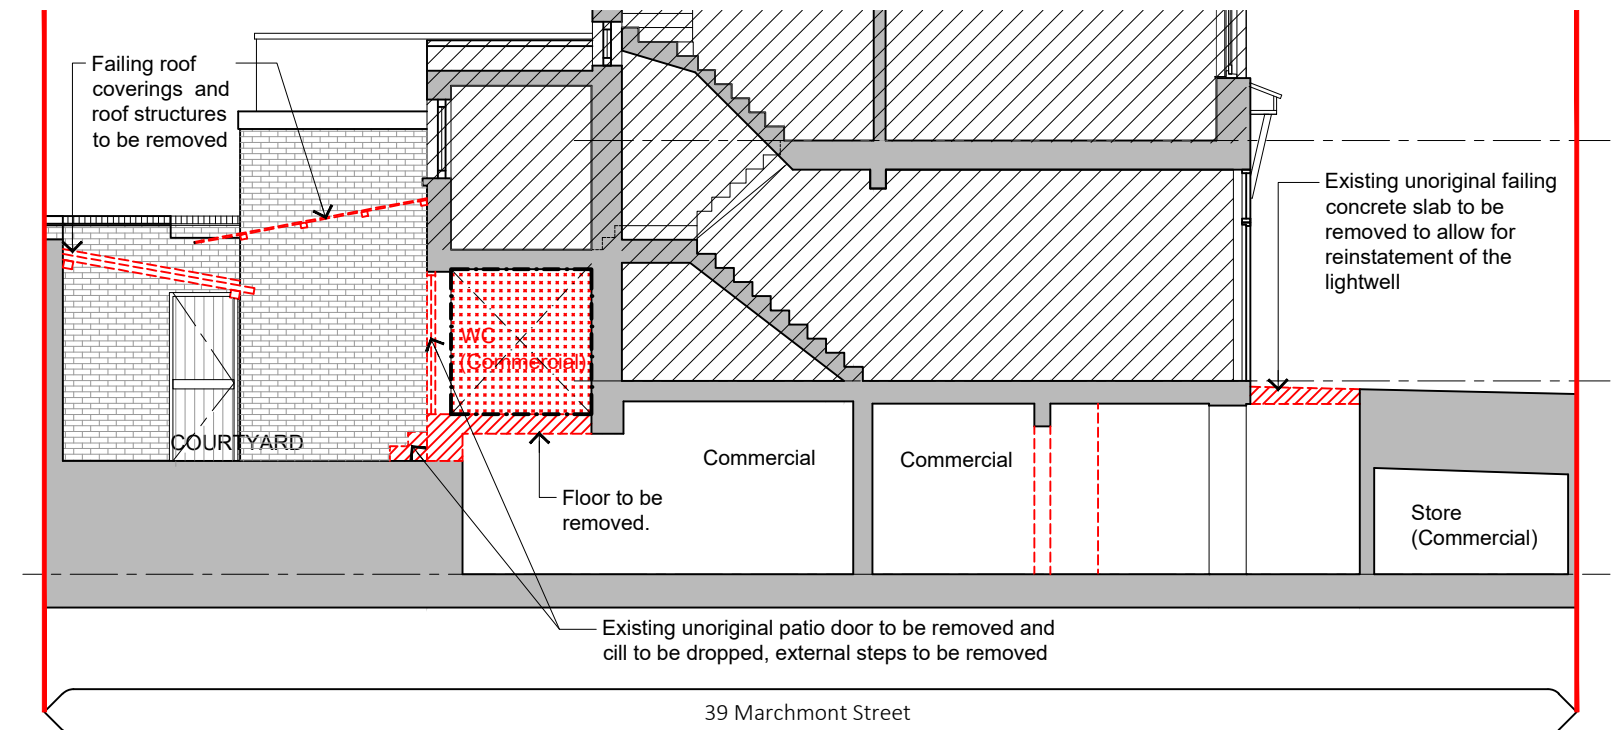 Failing roof
coverings and
roof structures
to be removed
Existing unoriginal failing
concrete slab to be
removed to allow for
reinstatement of the
lightwell
WC
(Commercial)
COURTYARD
Commercial
Commercial
Floor to be
removed.
Store
(Commercial)
Existing unoriginal patio door to be removed and
cill to be dropped, external steps to be removed
39 Marchmont Street